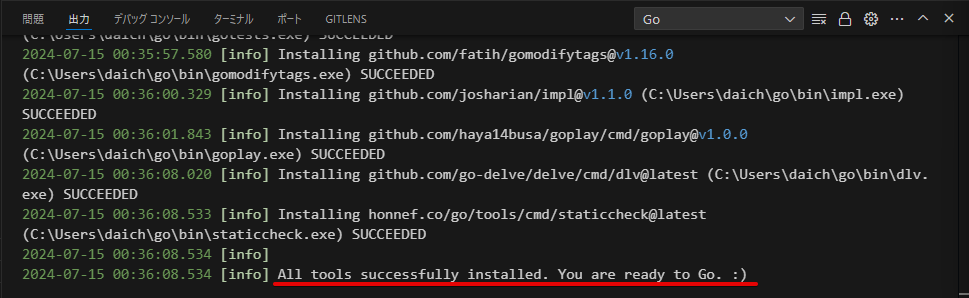 問題 出力 デバッグ コンソール ターミナル ポート GITLENS Go
(C:\Users\daich\go\bin\gotests.exe) SUCCEEDED
2024-07-15 00:35:57.580 [info] Installing github.com/fatih/gomodifytags@v1.16.0
(C:\Users\daich\go\bin\gomodifytags.exe) SUCCEEDED
2024-07-15 00:36:00.329 [info] Installing github.com/josharian/impl@v1.1.0 (C:\Users\daich\go\bin\impl.exe)
SUCCEEDED
2024-07-15 00:36:01.843 [info] Installing github.com/haya14busa/goplay/cmd/goplay@v1.0.0
(C:\Users\daich\go\bin\goplay.exe) SUCCEEDED
2024-07-15 00:36:08.020 [info] Installing github.com/go-delve/delve/cmd/dlv@latest (C:\Users\daich\go\bin\dlv.
exe) SUCCEEDED
2024-07-15 00:36:08.533 [info] Installing honnef.co/go/tools/cmd/staticcheck@latest
(C:\Users\daich\go\bin\staticcheck.exe) SUCCEEDED
2024-07-15 00:36:08.534 [info]
2024-07-15 00:36:08.534 [info] All tools successfully installed. You are ready to Go. :)